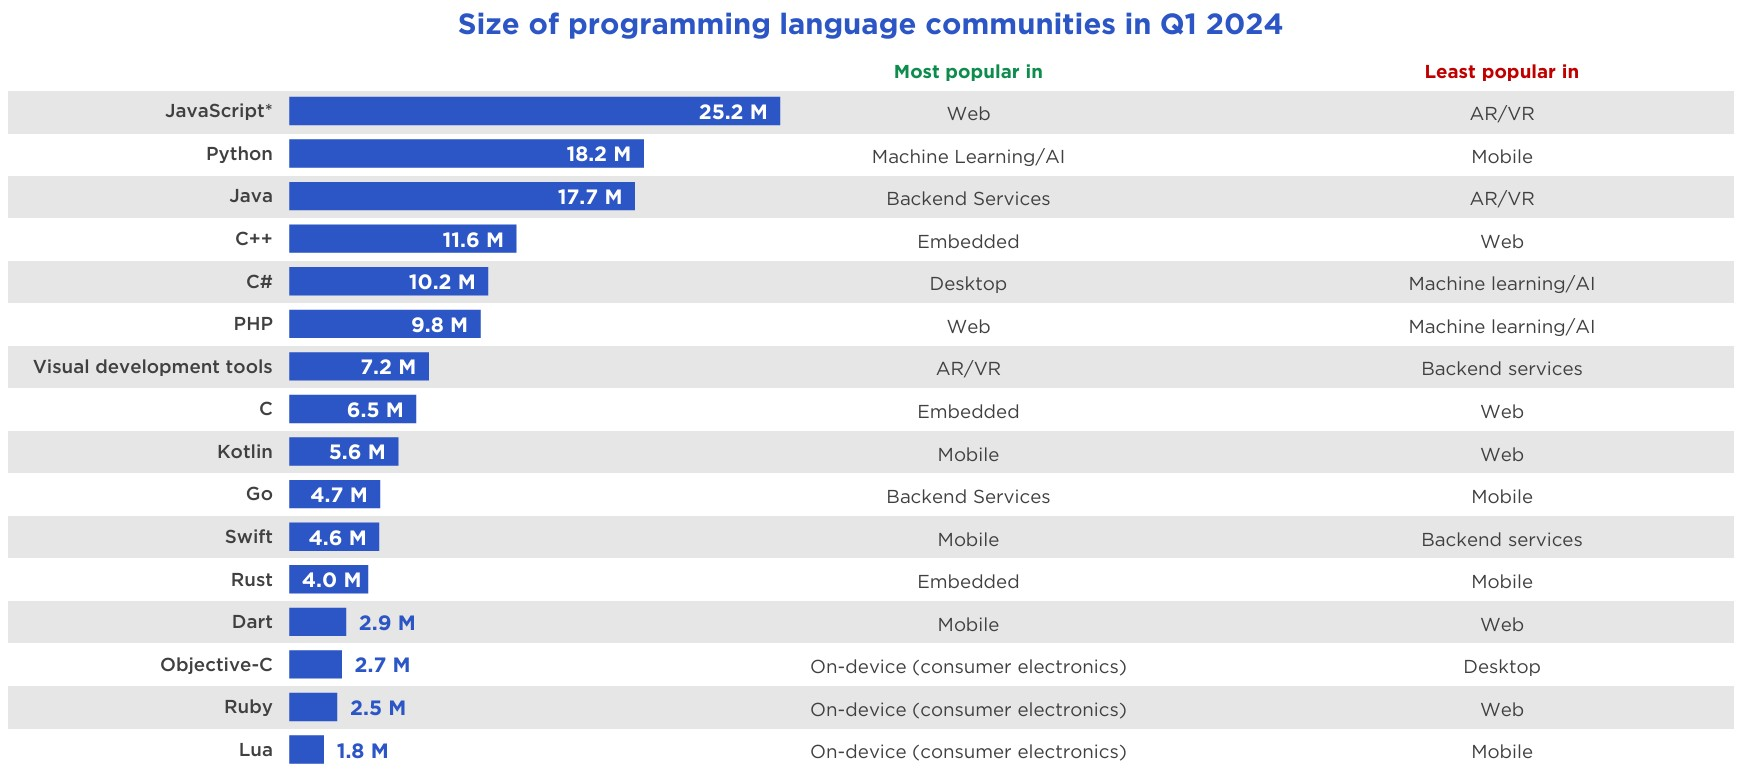 Size of programming language communities in Q1 2024
Most popular in Least popular in
JavaScript* 25.2 M Web AR/VR
Python 18.2 M Machine Learning/AI Mobile
Java 17.7 M Backend Services AR/VR
C++ 11.6 M Embedded Web
C# 10.2 M Desktop Machine learning/AI
PHP 9.8 M Web Machine learning/AI
Visual development tools 7.2 M AR/VR Backend services
C 6.5 M Embedded Web
Kotlin 5.6 M Mobile Web
Go 4.7 M Backend Services Mobile
Swift 4.6 M Mobile Backend services
Rust 4.0 M Embedded Mobile
Dart 2.9 M Mobile Web
Objective-C 2.7 M On-device (consumer electronics) Desktop
Ruby 2.5 M On-device (consumer electronics) Web
Lua 1.8 M On-device (consumer electronics) Mobile